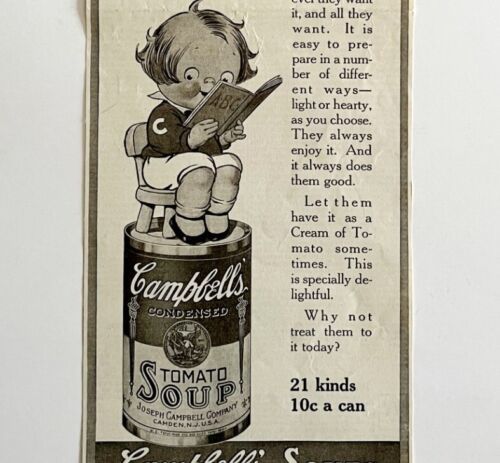 ever they want
it, and all they
want. It is
easy to pre-
pare in a num-
ber of differ-
ent ways—
light or hearty,
as you choose.
They always
enjoy it. And
it always does
them good.
Let them
have it as a
Cream of To-
mato some-
times. This
is specially de-
lightful.
Why not
treat them to
it today?
21 kinds
10c a can
ABC
C
Campbell's
CONDENSED
TOMATO
SOUP
JOSEPH CAMPBELL COMPANY
CAMDEN, N.J., U.S.A.
Campbell's Soups